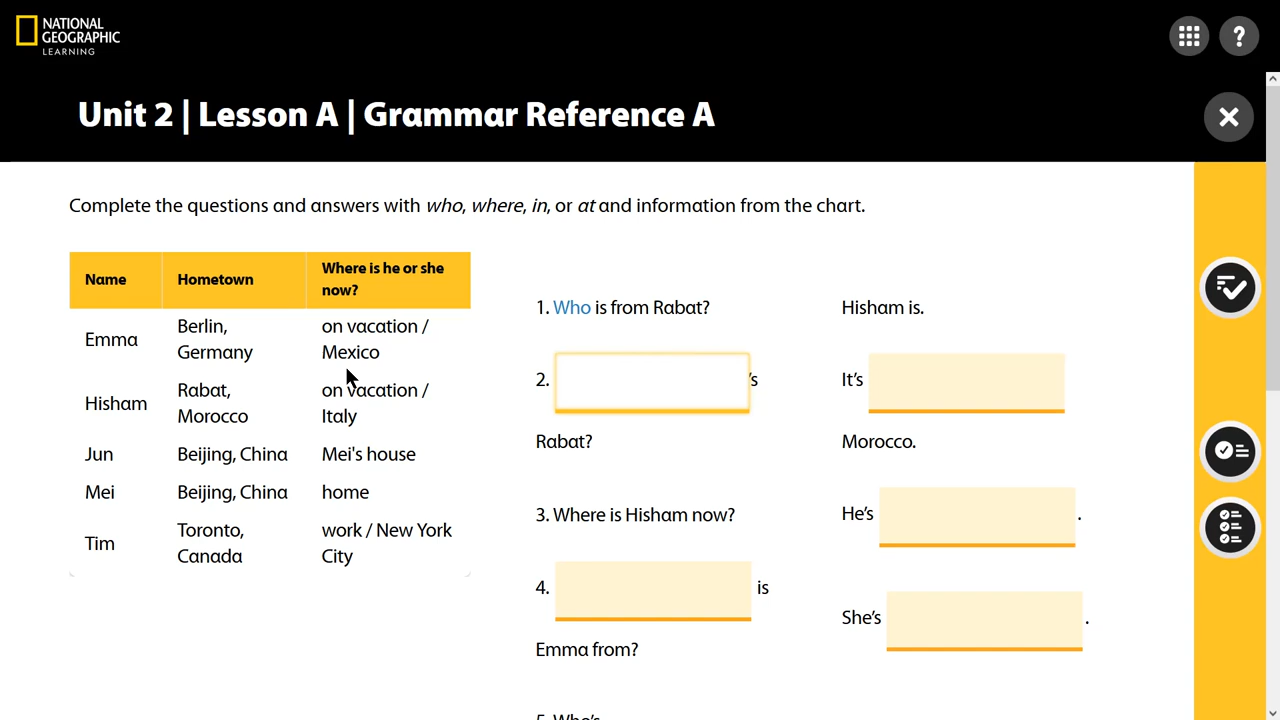 NATIONAL
GEOGRAPHIC
LEARNING
?
Unit 2 | Lesson A | Grammar Reference A
Complete the questions and answers with who, where, in, or at and information from the chart.
Name
Hometown
Where is he or she
now?
Emma
Berlin,
Germany
on vacation /
Mexico
Hisham
Rabat,
Morocco
on vacation /
Italy
Jun
Beijing, China
Mei's house
Mei
Beijing, China
home
Tim
Toronto,
Canada
work / New York
City
1. Who is from Rabat?
Hisham is.
2. 's
Rabat?
It's
Morocco.
3. Where is Hisham now?
He's .
4. is
Emma from?
She's .
5. Who's